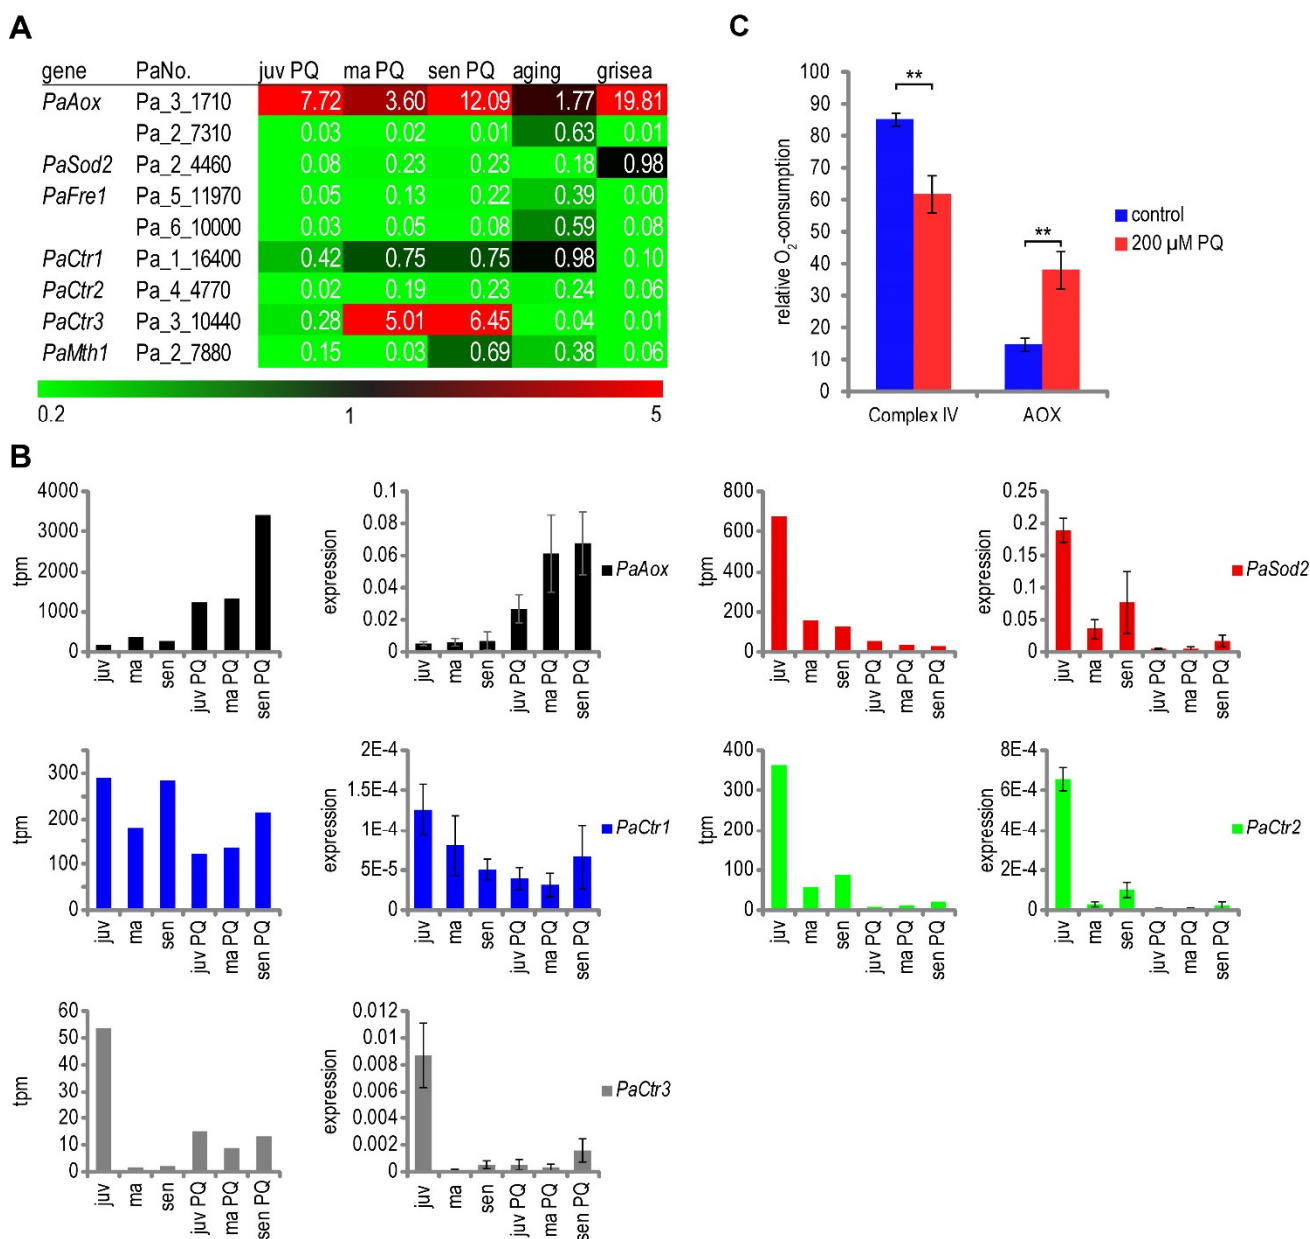 A
gene PaNo. juv PQ ma PQ sen PQ aging grisea
PaAox Pa_3_1710 7.72 3.60 12.09 1.77 19.81
Pa_2_7310 0.03 0.02 0.01 0.63 0.01
PaSod2 Pa_2_4460 0.08 0.23 0.23 0.18 0.98
PaFre1 Pa_5_11970 0.05 0.13 0.22 0.39 0.00
Pa_6_10000 0.03 0.05 0.08 0.59 0.08
PaCtr1 Pa_1_16400 0.42 0.75 0.75 0.98 0.10
PaCtr2 Pa_4_4770 0.02 0.19 0.23 0.24 0.06
PaCtr3 Pa_3_10440 0.28 5.01 6.45 0.04 0.01
PaMth1 Pa_2_7880 0.15 0.03 0.69 0.38 0.06
0.2 1 5
C
relative O₂-consumption
100
90
80
70
60
50
40
30
20
10
0
**
**
Complex IV AOX
control
200 µM PQ
B
tpm
4000
3000
2000
1000
0
juv ma sen juv PQ ma PQ sen PQ
expression
0.1
0.08
0.06
0.04
0.02
0
juv ma sen juv PQ ma PQ sen PQ
PaAox
tpm
800
600
400
200
0
juv ma sen juv PQ ma PQ sen PQ
expression
0.25
0.2
0.15
0.1
0.05
0
juv ma sen juv PQ ma PQ sen PQ
PaSod2
tpm
300
200
100
0
juv ma sen juv PQ ma PQ sen PQ
expression
2E-4
1.5E-4
1E-4
5E-5
0
juv ma sen juv PQ ma PQ sen PQ
PaCtr1
tpm
400
300
200
100
0
juv ma sen juv PQ ma PQ sen PQ
expression
8E-4
6E-4
4E-4
2E-4
0
juv ma sen juv PQ ma PQ sen PQ
PaCtr2
tpm
60
50
40
30
20
10
0
juv ma sen juv PQ ma PQ sen PQ
expression
0.012
0.01
0.008
0.006
0.004
0.002
0
juv ma sen juv PQ ma PQ sen PQ
PaCtr3